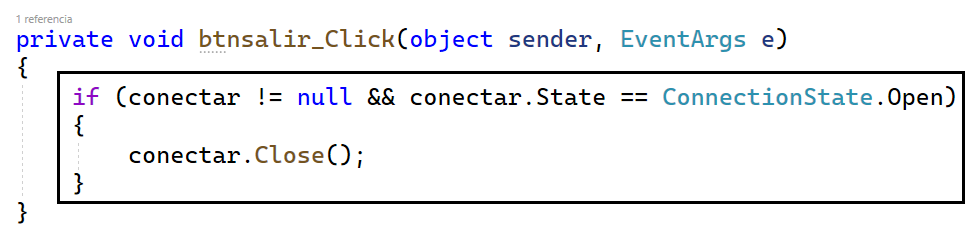 1 referencia
private void btnsalir_Click(object sender, EventArgs e)
{
if (conectar != null && conectar.State == ConnectionState.Open)
{
conectar.Close();
}
}